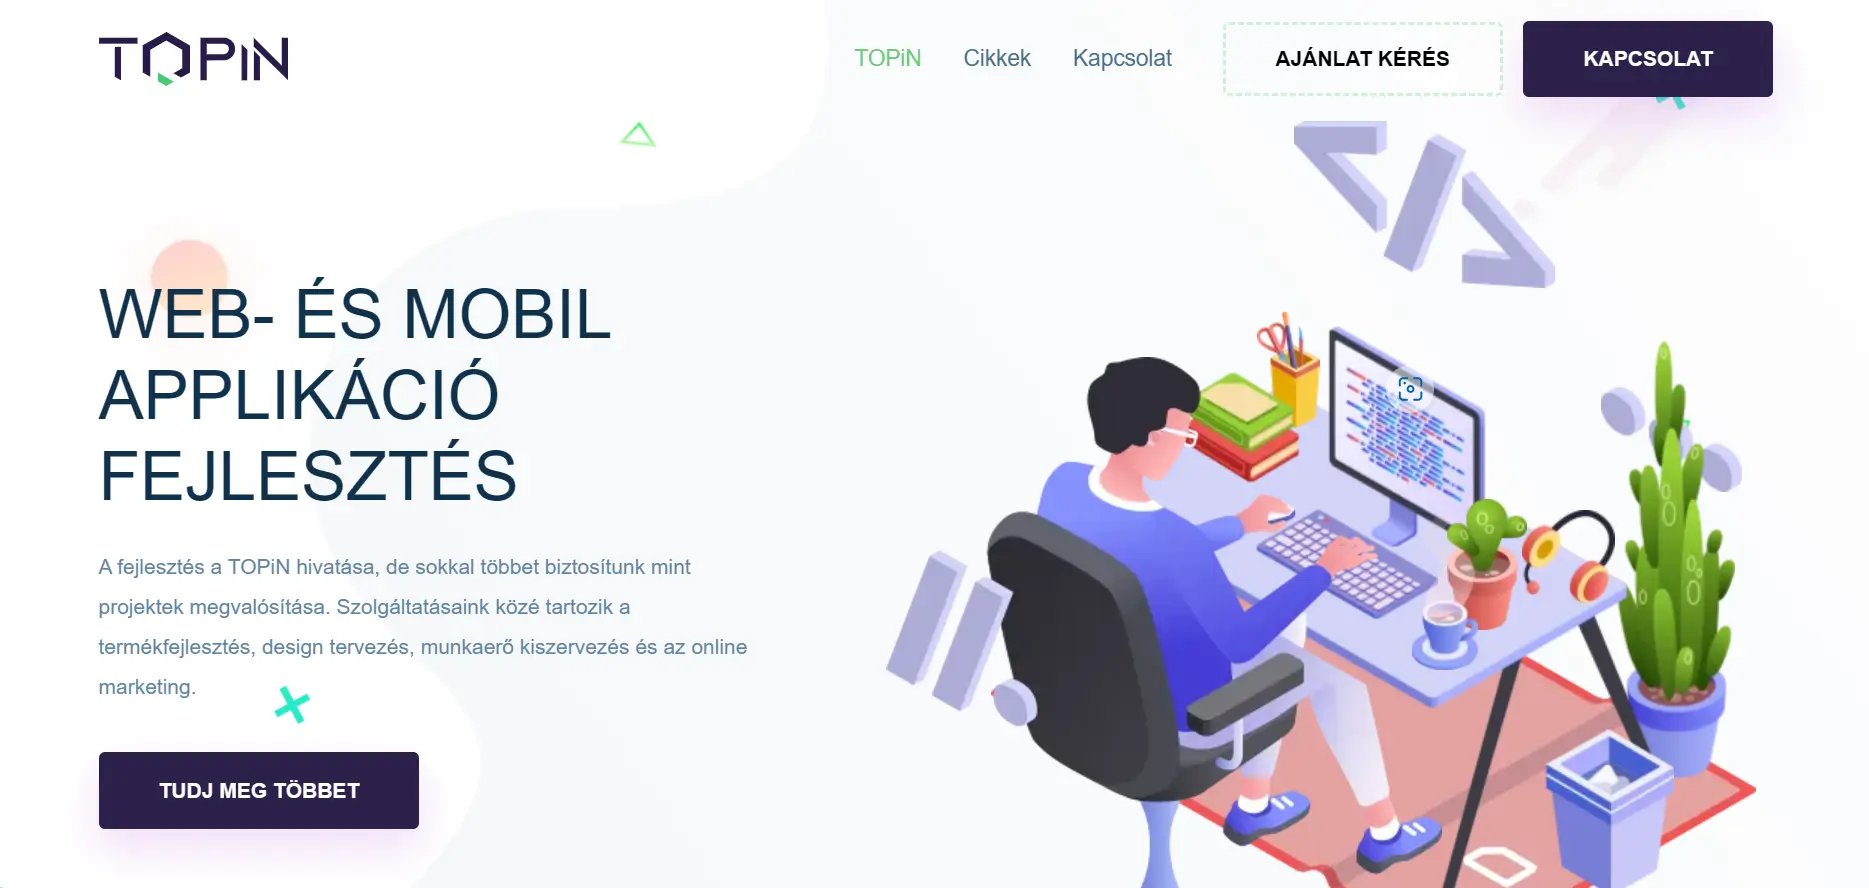 TOPiN
TOPiN Cikkek Kapcsolat AJÁNLAT KÉRÉS KAPCSOLAT
WEB- ÉS MOBIL
APPLIKÁCIÓ
FEJLESZTÉS
A fejlesztés a TOPiN hivatása, de sokkal többet biztosítunk mint
projektek megvalósítása. Szolgáltatásaink közé tartozik a
termékfejlesztés, design tervezés, munkaerő kiszervezés és az online
marketing.
TUDJ MEG TÖBBET